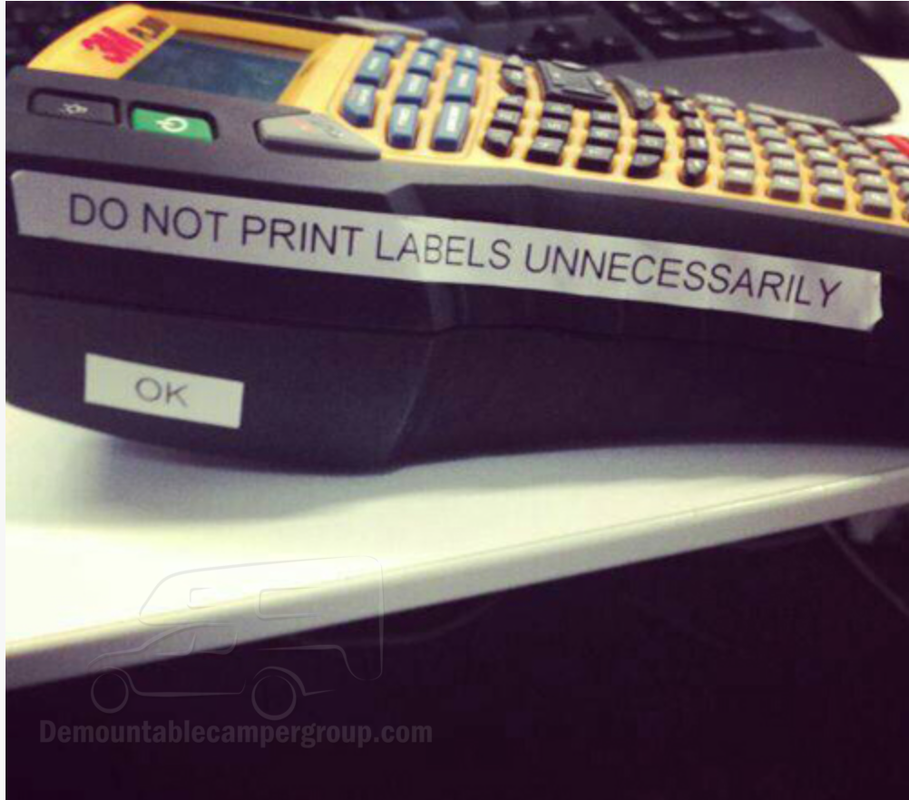 3M
DO NOT PRINT LABELS UNNECESSARILY
OK
Demountablecampergroup.com